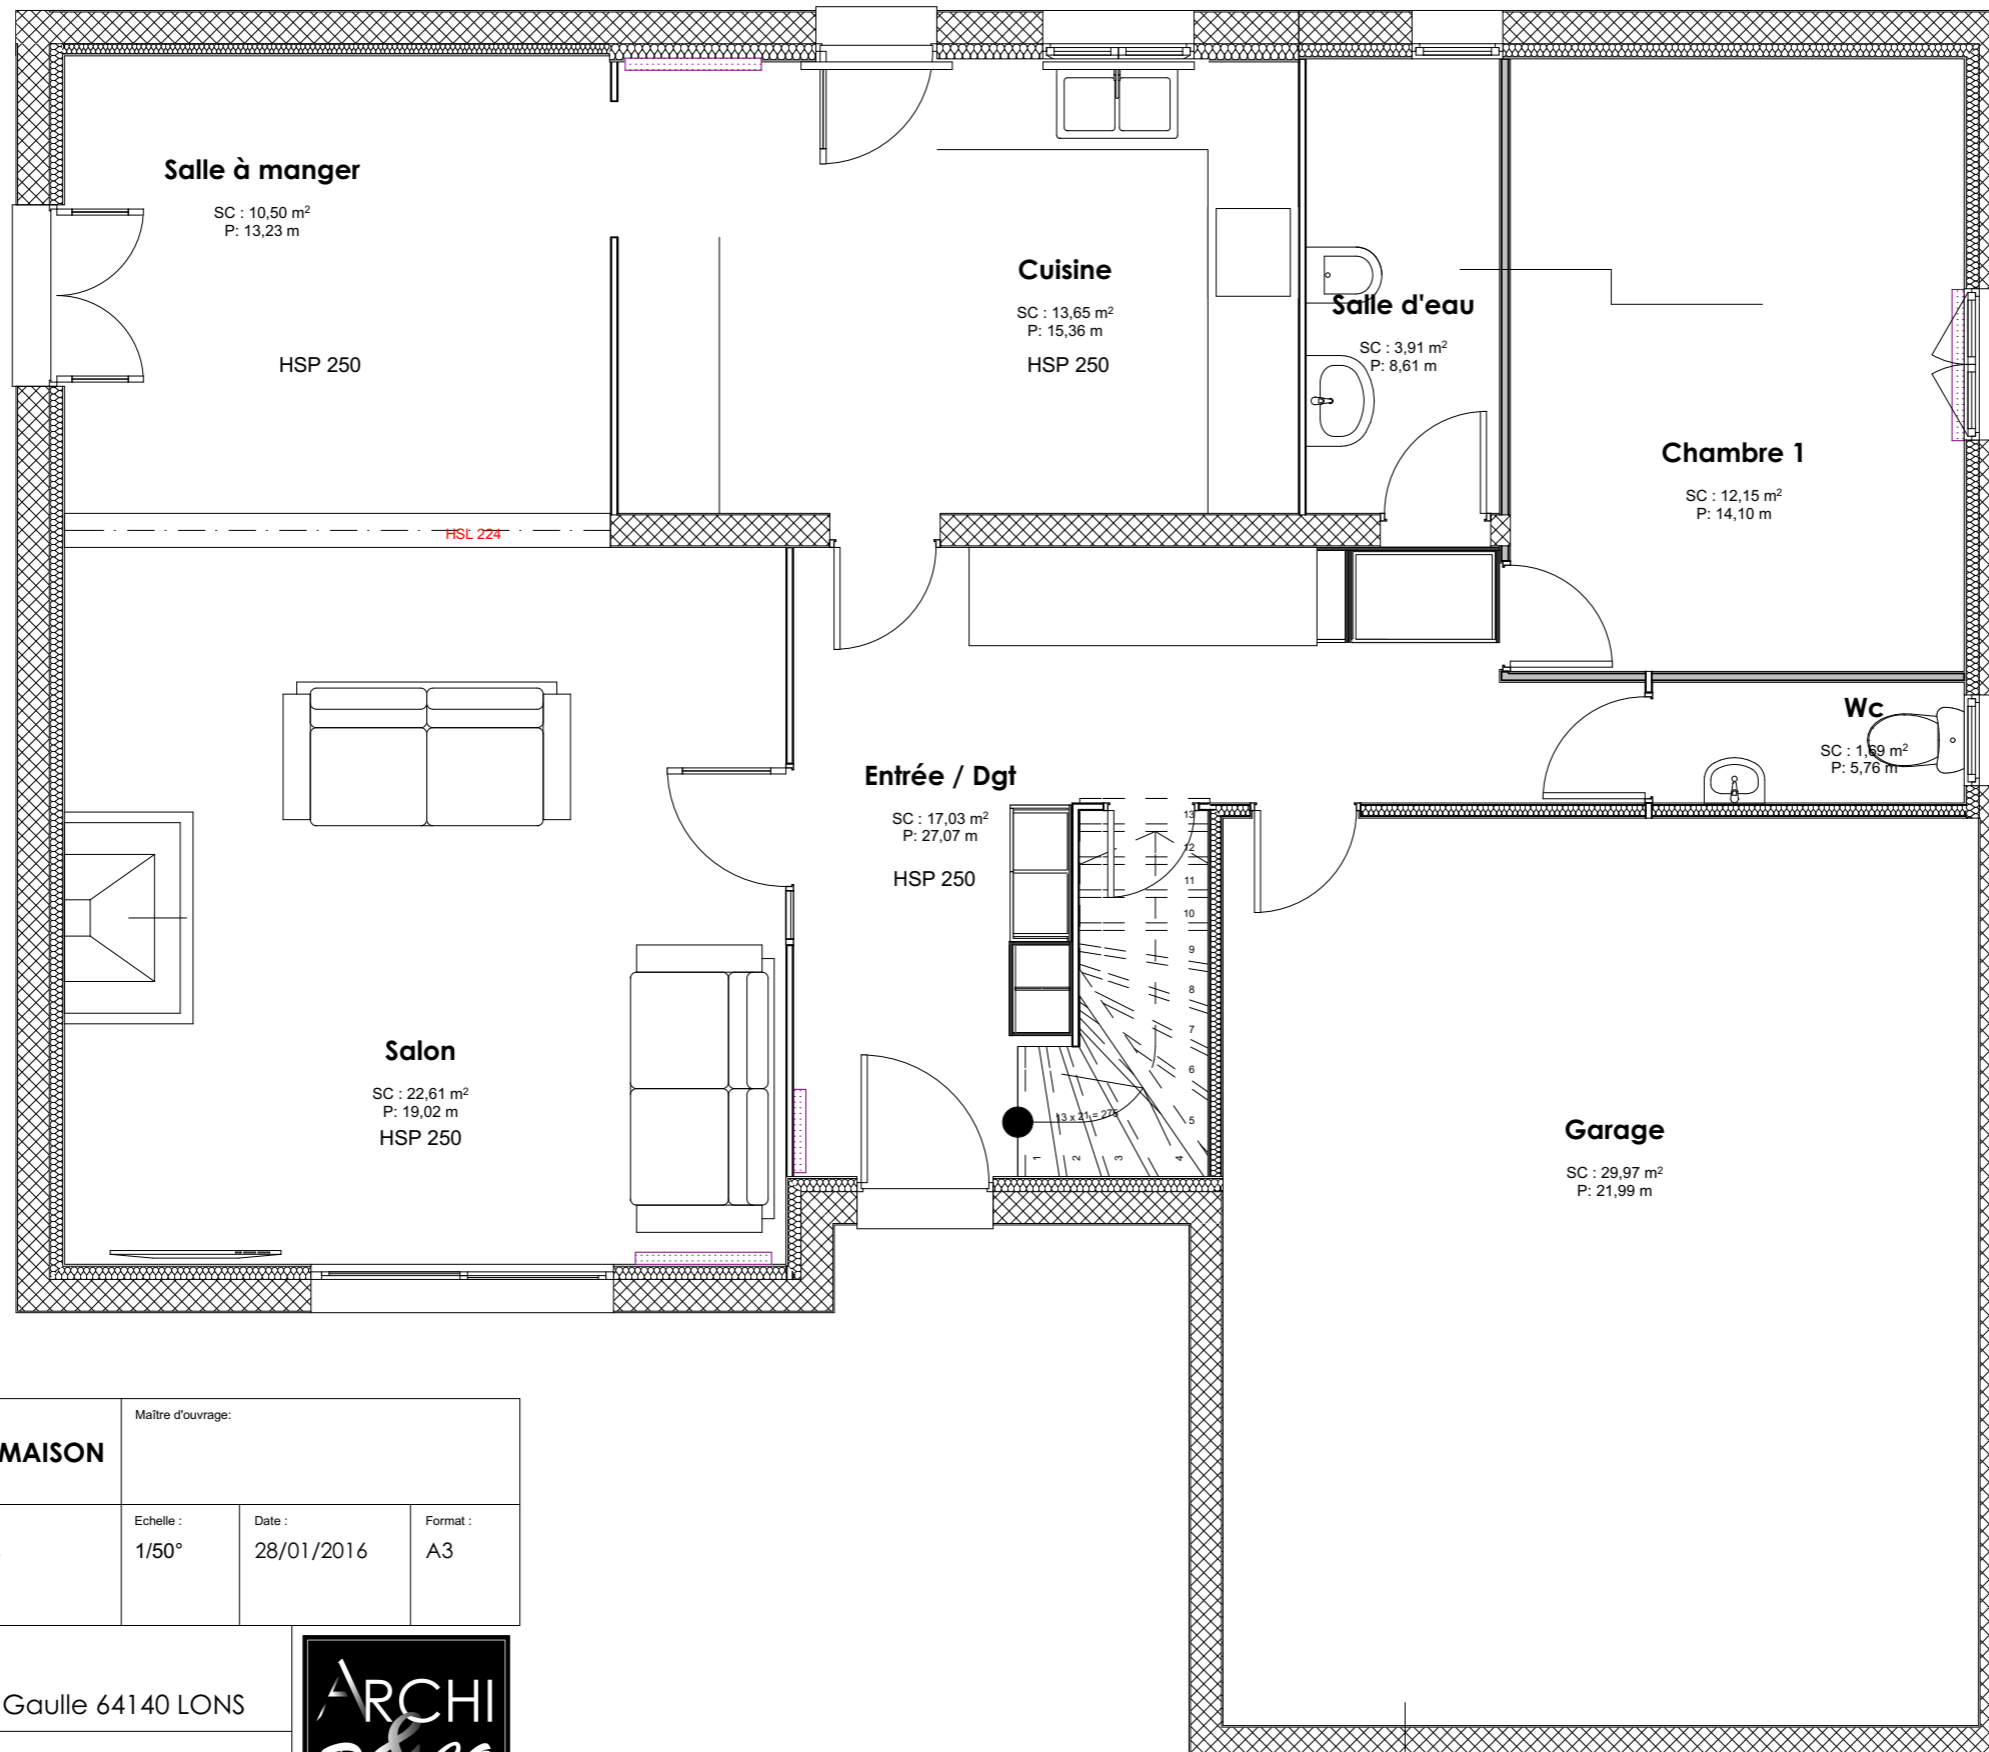 Salle à manger
SC : 10,50 m²
P: 13,23 m
HSP 250
Cuisine
SC : 13,65 m²
P: 15,36 m
HSP 250
Salle d'eau
SC : 3,91 m²
P: 8,61 m
Chambre 1
SC : 12,15 m²
P: 14,10 m
HSL 224
Wc
SC : 1,69 m²
P: 5,76 m
Entrée / Dgt
SC : 17,03 m²
P: 27,07 m
HSP 250
13
12
11
10
9
8
7
6
5
4
3
2
1
13 x 21 = 275
Salon
SC : 22,61 m²
P: 19,02 m
HSP 250
Garage
SC : 29,97 m²
P: 21,99 m
MAISON
Maître d'ouvrage:
Echelle :
1/50°
Date :
28/01/2016
Format :
A3
Gaulle 64140 LONS
ARCHI
&